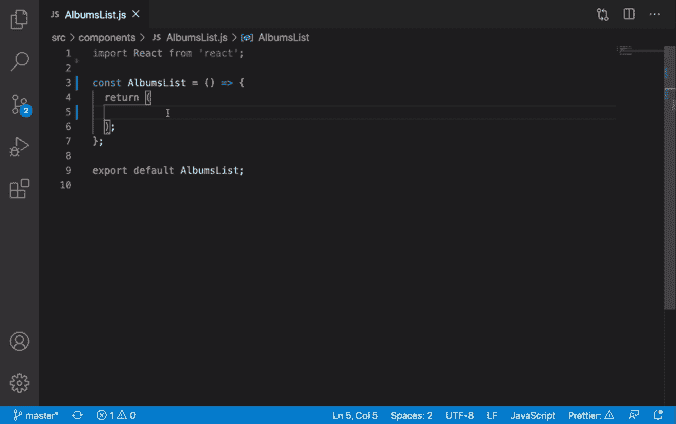 JS AlbumsList.js ×
src > components > JS AlbumsList.js > AlbumsList
1 import React from 'react';
2
3 const AlbumsList = () => {
4 return (
5
6 );
7 };
8
9 export default AlbumsList;
10
2
master* 1 0 Ln 5, Col 5 Spaces: 2 UTF-8 LF JavaScript Prettier: